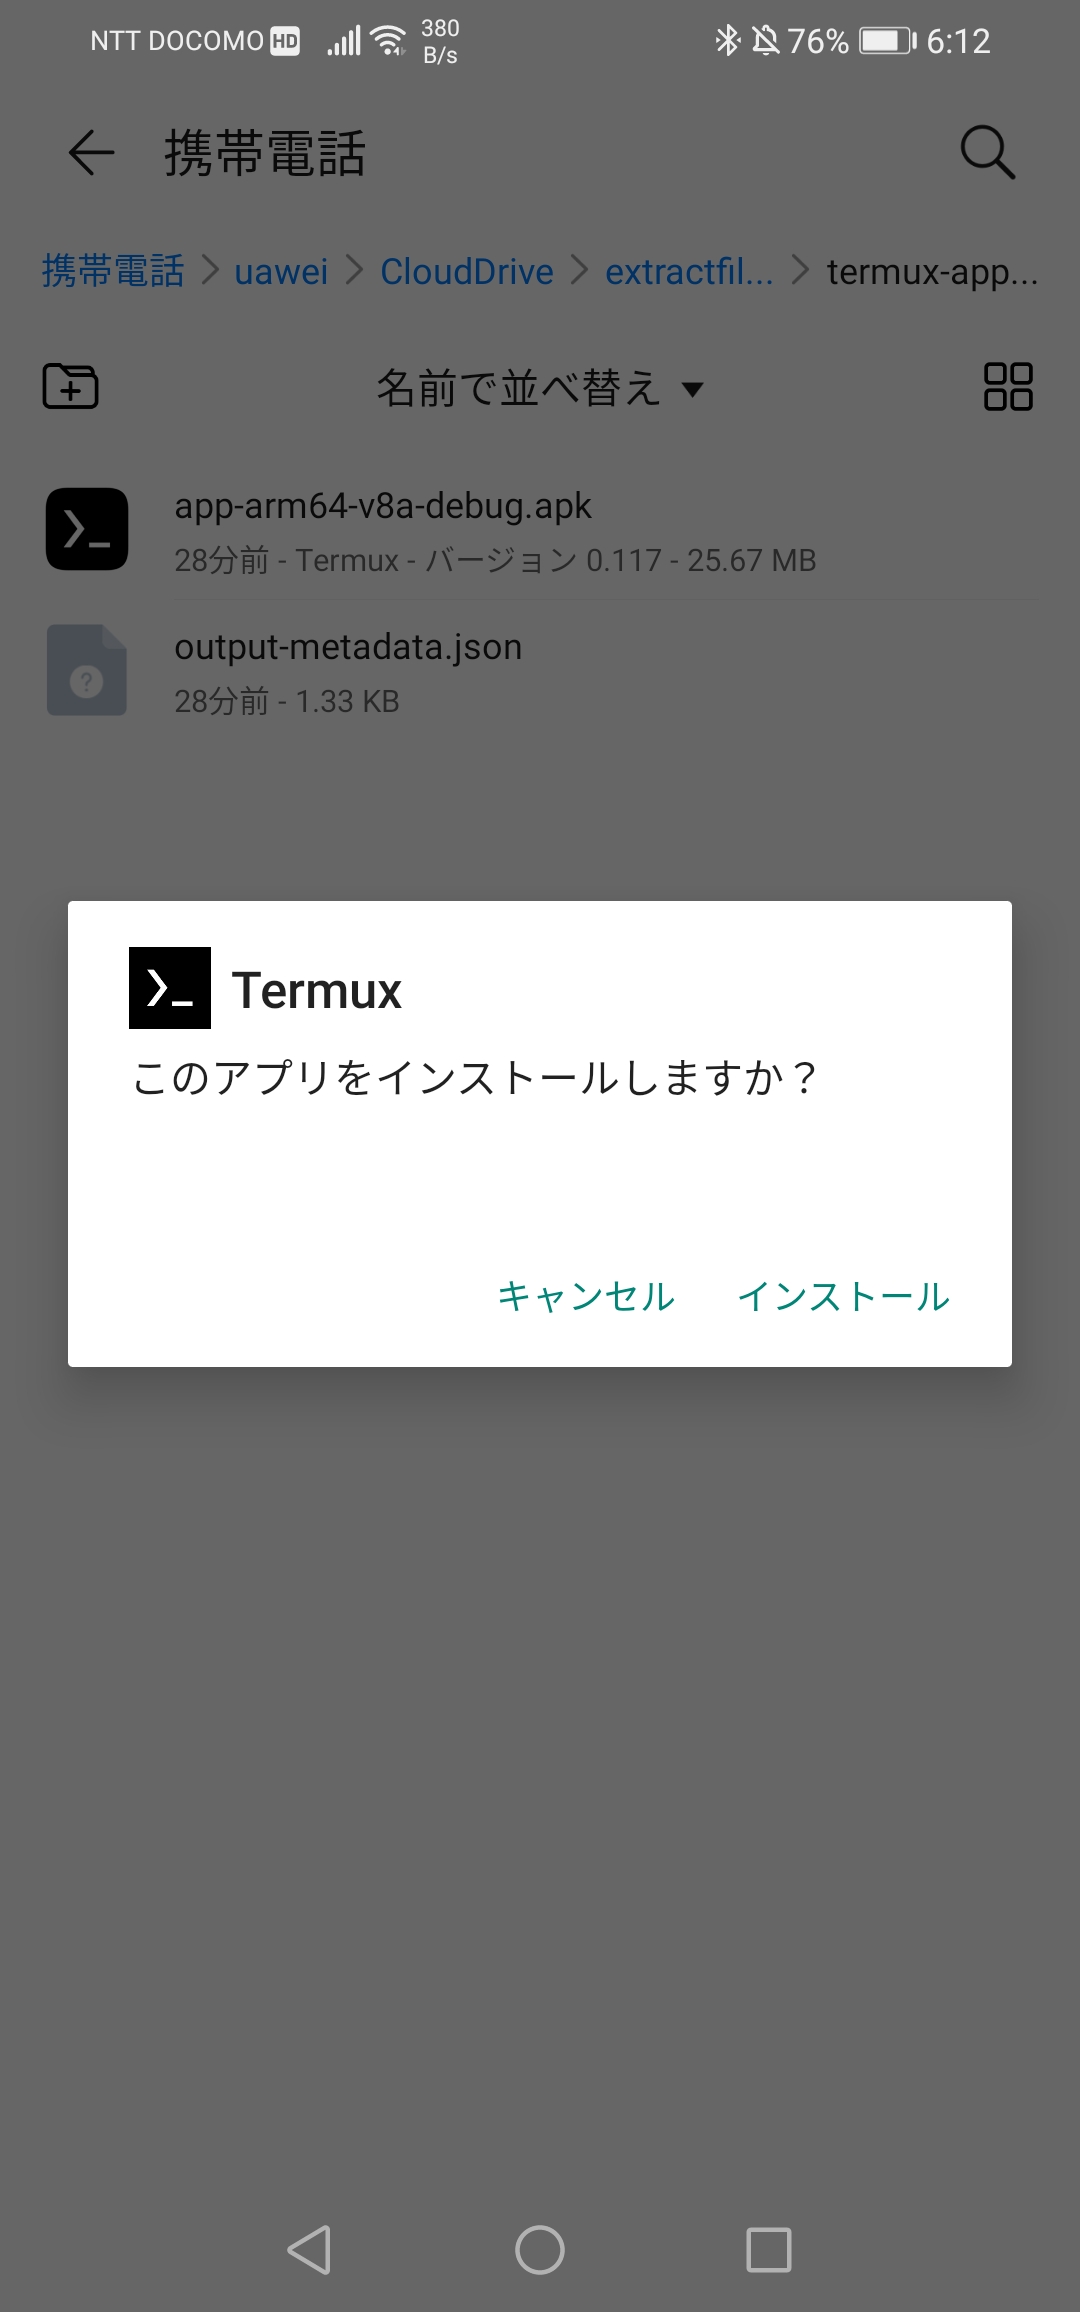 NTT DOCOMO HD 380 B/s 76% 6:12
携帯電話
携帯電話 uawei CloudDrive extractfil... termux-app...
名前で並べ替え
app-arm64-v8a-debug.apk
28分前 - Termux - バージョン 0.117 - 25.67 MB
output-metadata.json
28分前 - 1.33 KB
Termux
このアプリをインストールしますか？
キャンセル インストール